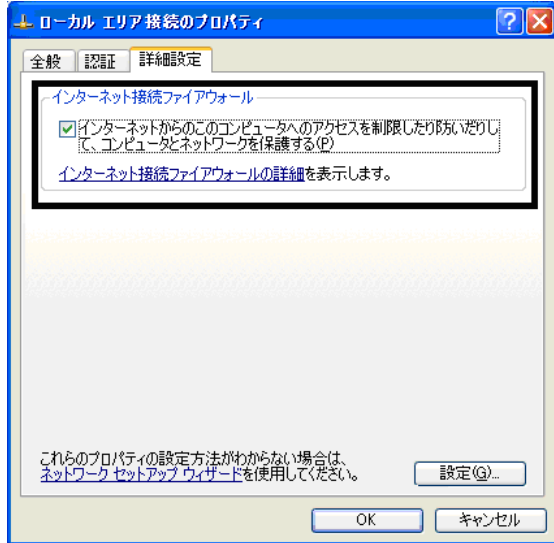 ローカル エリア接続のプロパティ
全般 認証 詳細設定
インターネット接続ファイアウォール
インターネットからのこのコンピュータへのアクセスを制限したり防いだりし
て、コンピュータとネットワークを保護する(P)
インターネット接続ファイアウォールの詳細を表示します。
これらのプロパティの設定方法がわからない場合は、
ネットワーク セットアップ ウィザードを使用してください。
設定(G)...
OK キャンセル